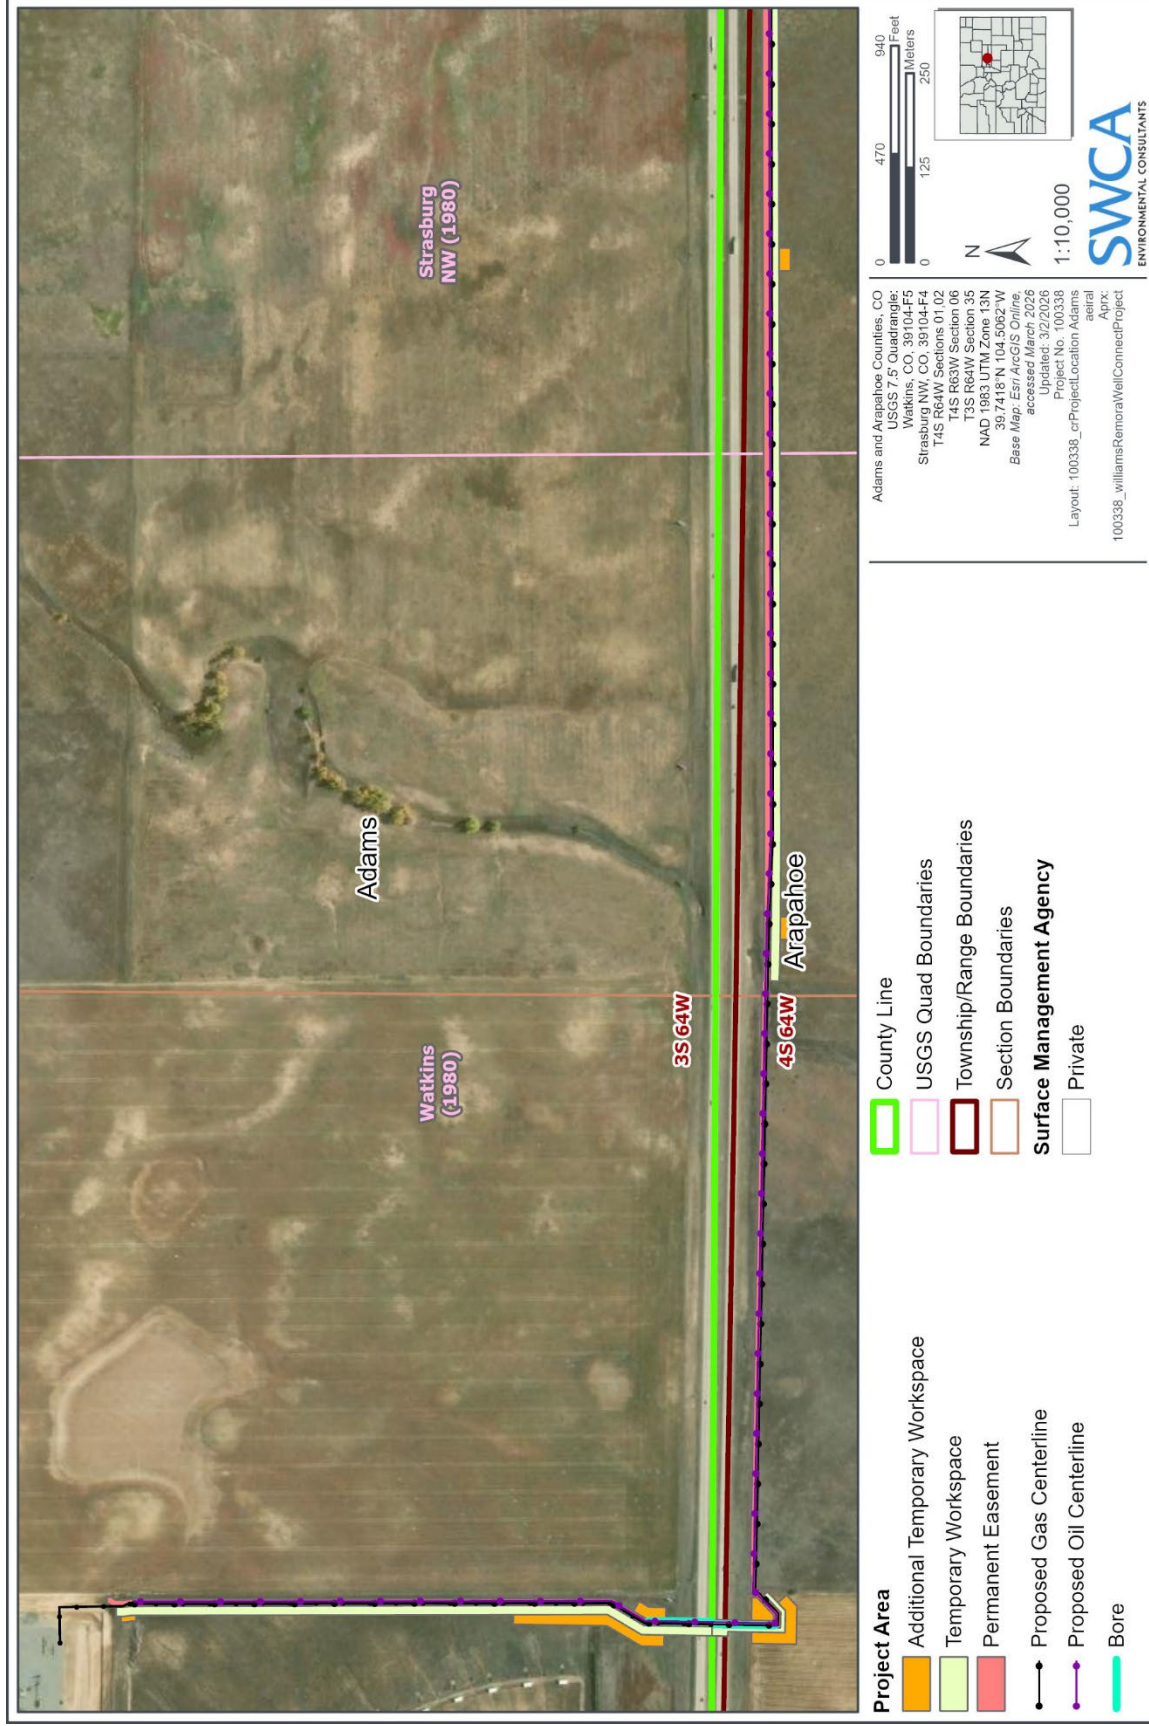 Strasburg
NW (1980)
Adams
Watkins
(1980)
3S 64W
4S 64W
Arapahoe
Project Area
Additional Temporary Workspace
Temporary Workspace
Permanent Easement
Proposed Gas Centerline
Proposed Oil Centerline
Bore
County Line
USGS Quad Boundaries
Township/Range Boundaries
Section Boundaries
Surface Management Agency
Private
Adams and Arapahoe Counties, CO
USGS 7.5' Quadrangle:
Watkins, CO, 39104-F5
Strasburg NW, CO, 39104-F4
T4S R64W Sections 01,02
T4S R63W Section 06
T3S R64W Section 35
NAD 1983 UTM Zone 13N
39.7418°N 104.5062°W
Base Map: Esri ArcGIS Online,
accessed March 2026
Updated: 3/2/2026
Project No. 100338
Layout: 100338_crProjectLocation Adams
aeiral
Aprx:
100338_williamsRemoraWellConnectProject
0 470 940
Feet
Meters
0 125 250
N
1:10,000
SWCA
ENVIRONMENTAL CONSULTANTS